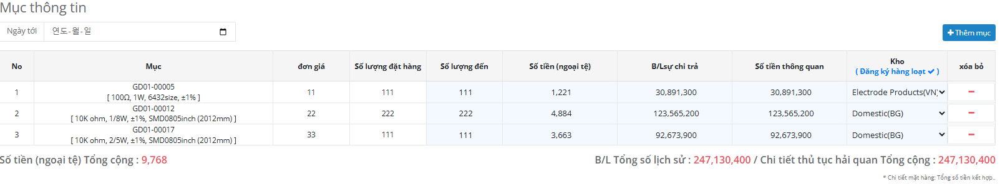 Mục thông tin
Ngày tới 연도-월-일
Thêm mục
No Mục đơn giá Số lượng đặt hàng Số lượng đến Số tiền (ngoại tệ) B/Lsự chi trả Số tiền thông quan Kho xóa bỏ
( Đăng ký hàng loạt ✔ )
GD01-00005
1 11 111 111 1,221 30,891,300 30,891,300 Electrode Products(VN)
[ 100Ω, 1W, 6432size, ±1% ]
GD01-00012
2 22 222 222 4,884 123,565,200 123,565,200 Domestic(BG)
[ 10K ohm, 1/8W, ±1%, SMD0805inch (2012mm) ]
GD01-00017
3 33 111 111 3,663 92,673,900 92,673,900 Domestic(BG)
[ 10K ohm, 2/5W, ±1%, SMD0805inch (2012mm) ]
Số tiền (ngoại tệ) Tổng cộng : 9,768 B/L Tổng số lịch sử : 247,130,400 / Chi tiết thủ tục hải quan Tổng cộng : 247,130,400
* Chi tiết mặt hàng: Tổng số tiền kết hợp..